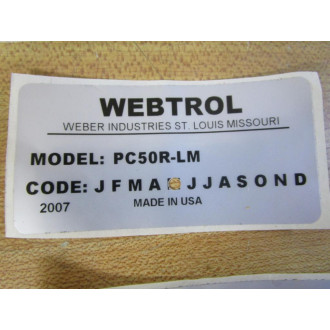 WEBTROL
WEBER INDUSTRIES ST. LOUIS MISSOURI
MODEL: PC50R-LM
CODE: J F M A J J A S O N D
2007 MADE IN USA